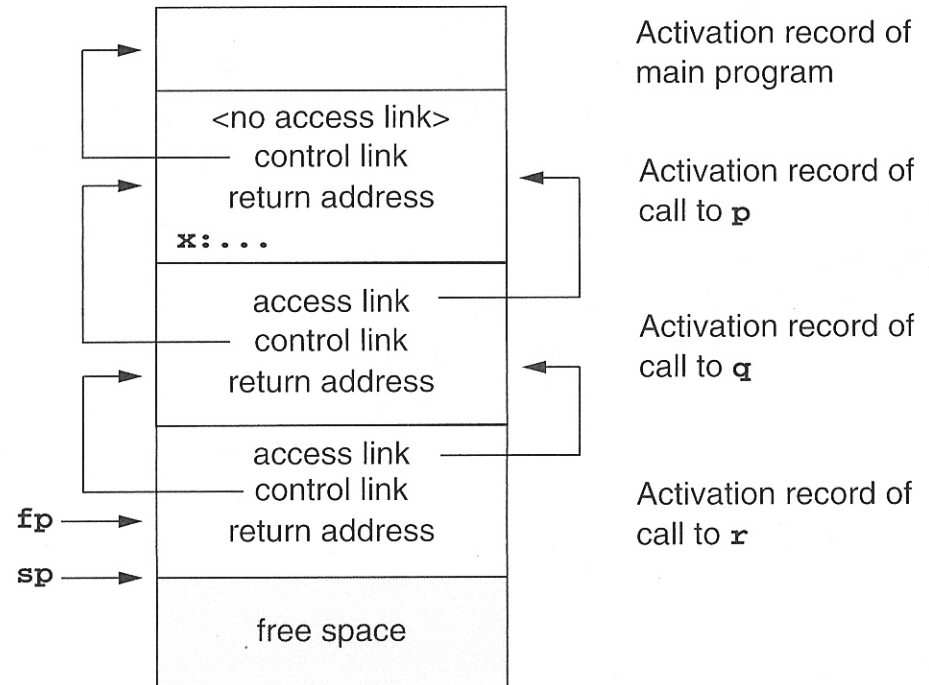 Activation record of
main program
<no access link>
control link
return address
x:...
Activation record of
call to p
access link
control link
return address
Activation record of
call to q
access link
control link
return address
Activation record of
call to r
fp
sp
free space